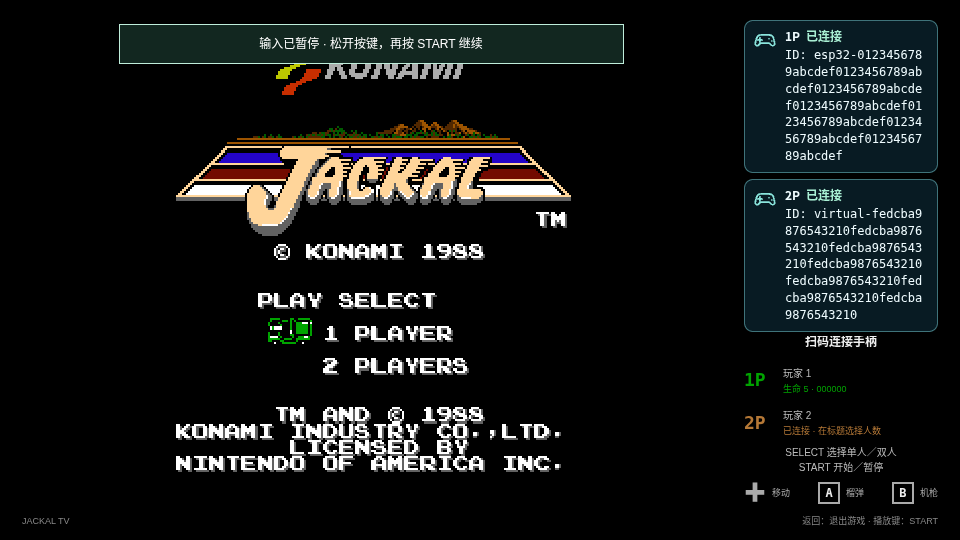 输入已暂停 · 松开按键，再按 START 继续
KONAMI
JACKAL
TM
© KONAMI 1988
PLAY SELECT
1 PLAYER
2 PLAYERS
TM AND © 1988
KONAMI INDUSTRY CO.,LTD.
LICENSED BY
NINTENDO OF AMERICA INC.
JACKAL TV
1P 已连接
ID: esp32-012345678
9abcdef0123456789ab
cdef0123456789abcde
f0123456789abcdef01
23456789abcdef01234
56789abcdef01234567
89abcdef
2P 已连接
ID: virtual-fedcba9
876543210fedcba9876
543210fedcba9876543
210fedcba9876543210
fedcba9876543210fed
cba9876543210fedcba
9876543210
扫码连接手柄
1P 玩家 1
生命 5 · 000000
2P 玩家 2
已连接 · 在标题选择人数
SELECT 选择单人／双人
START 开始／暂停
移动 A 榴弹 B 机枪
返回：退出游戏 · 播放键：START